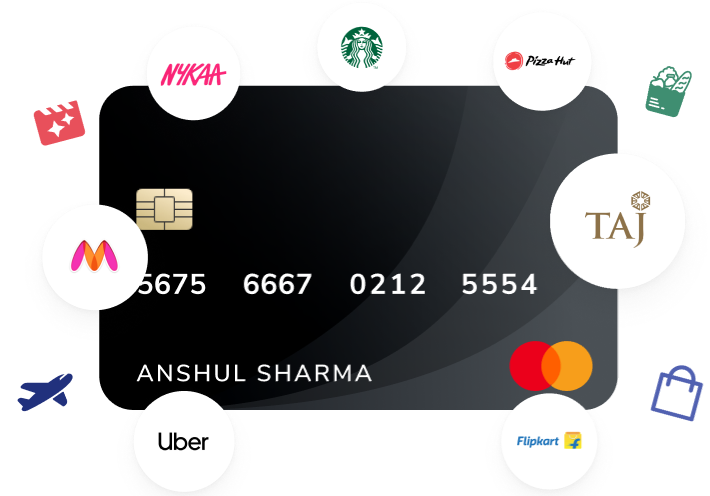 NYKAA
Pizza Hut
TAJ
5675 6667 0212 5554
ANSHUL SHARMA
Uber
Flipkart